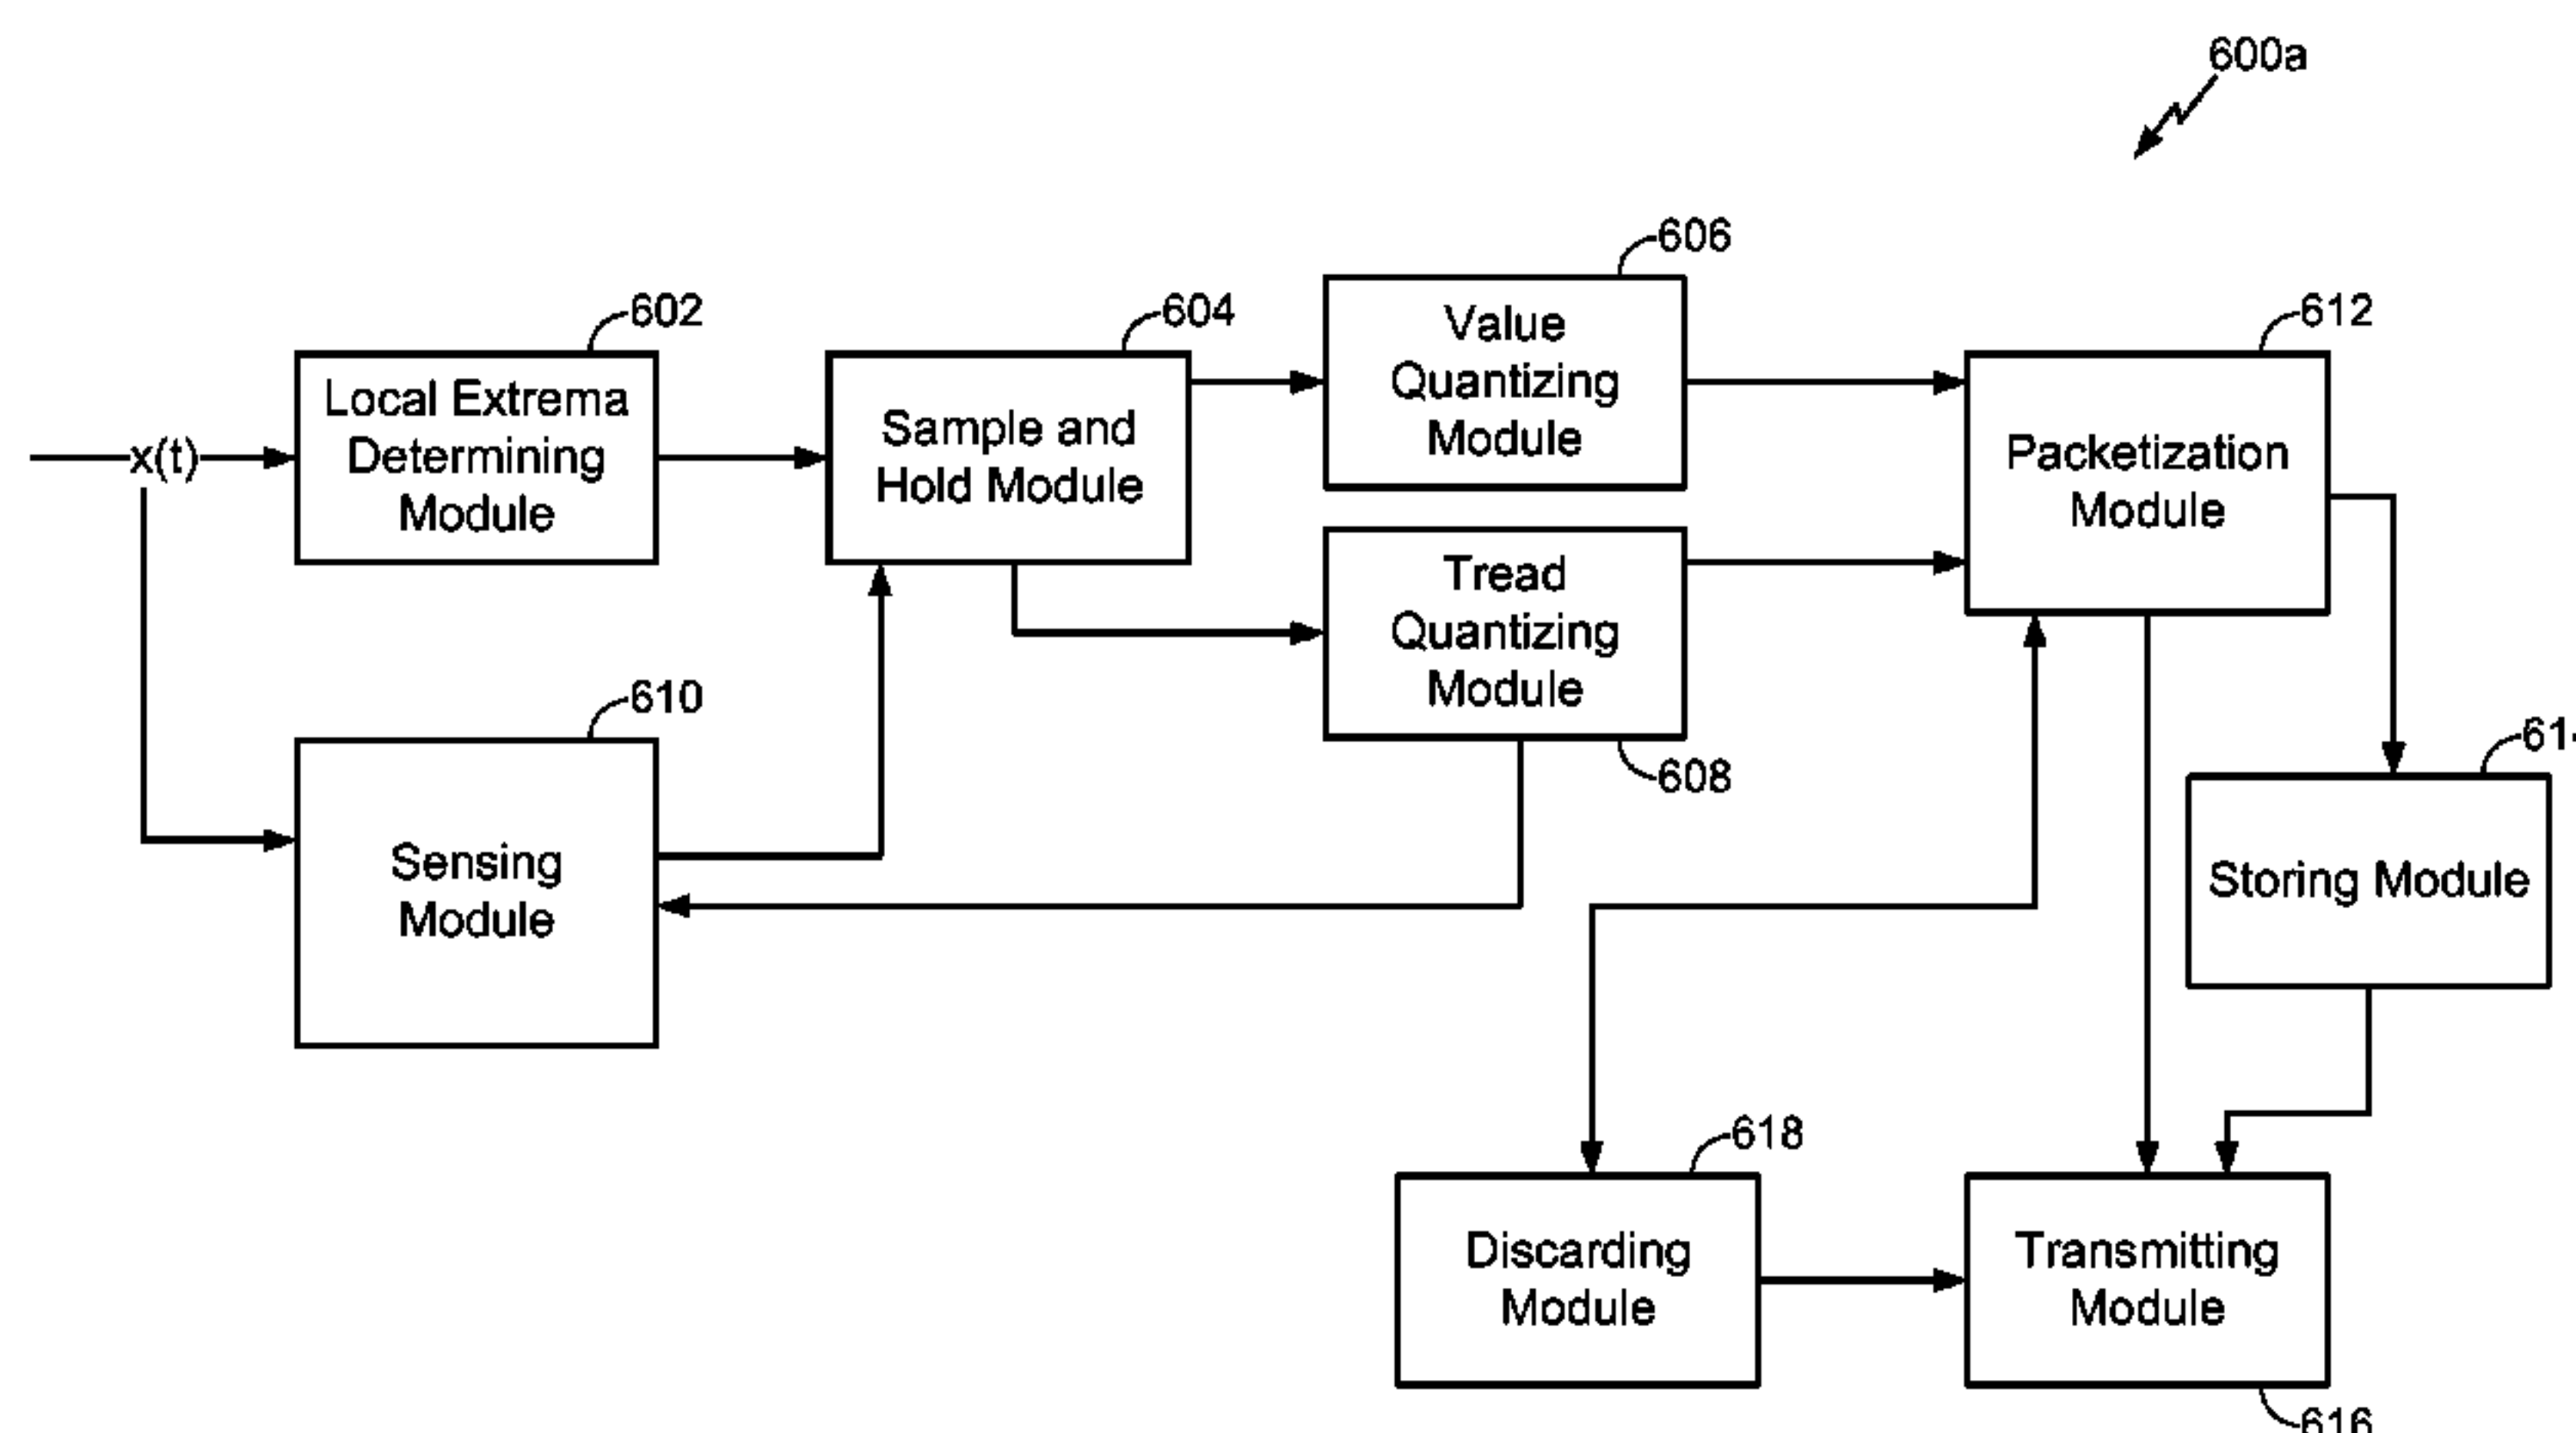 600a
606
Value
Quantizing
Module
602
Local Extrema
Determining
Module
604
Sample and
Hold Module
612
Packetization
Module
x(t)
Tread
Quantizing
Module
608
610
Sensing
Module
Storing Module
618
Discarding
Module
Transmitting
Module
616